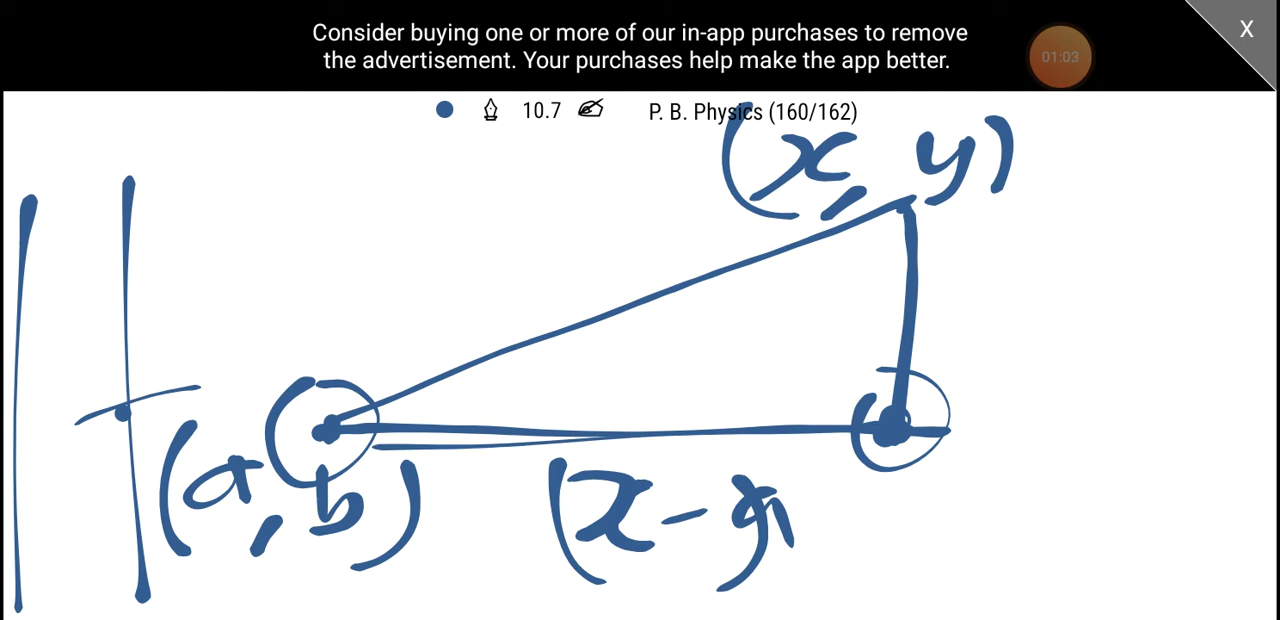 Consider buying one or more of our in-app purchases to remove
the advertisement. Your purchases help make the app better.
X
01:03
10.7 P. B. Physics (160/162)
(x, y)
(a, b)
(x -